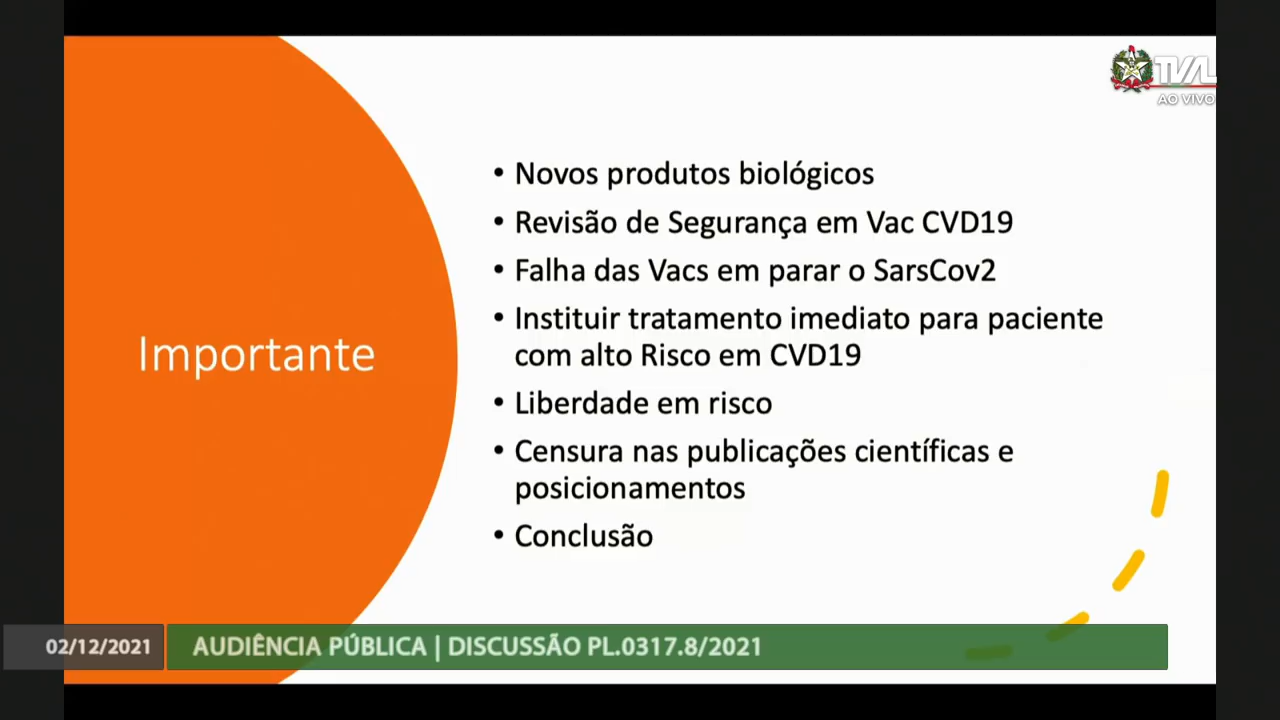 TVAL
AO VIVO
Importante
• Novos produtos biológicos
• Revisão de Segurança em Vac CVD19
• Falha das Vacs em parar o SarsCov2
• Instituir tratamento imediato para paciente
com alto Risco em CVD19
• Liberdade em risco
• Censura nas publicações científicas e
posicionamentos
• Conclusão
02/12/2021
AUDIÊNCIA PÚBLICA | DISCUSSÃO PL.0317.8/2021